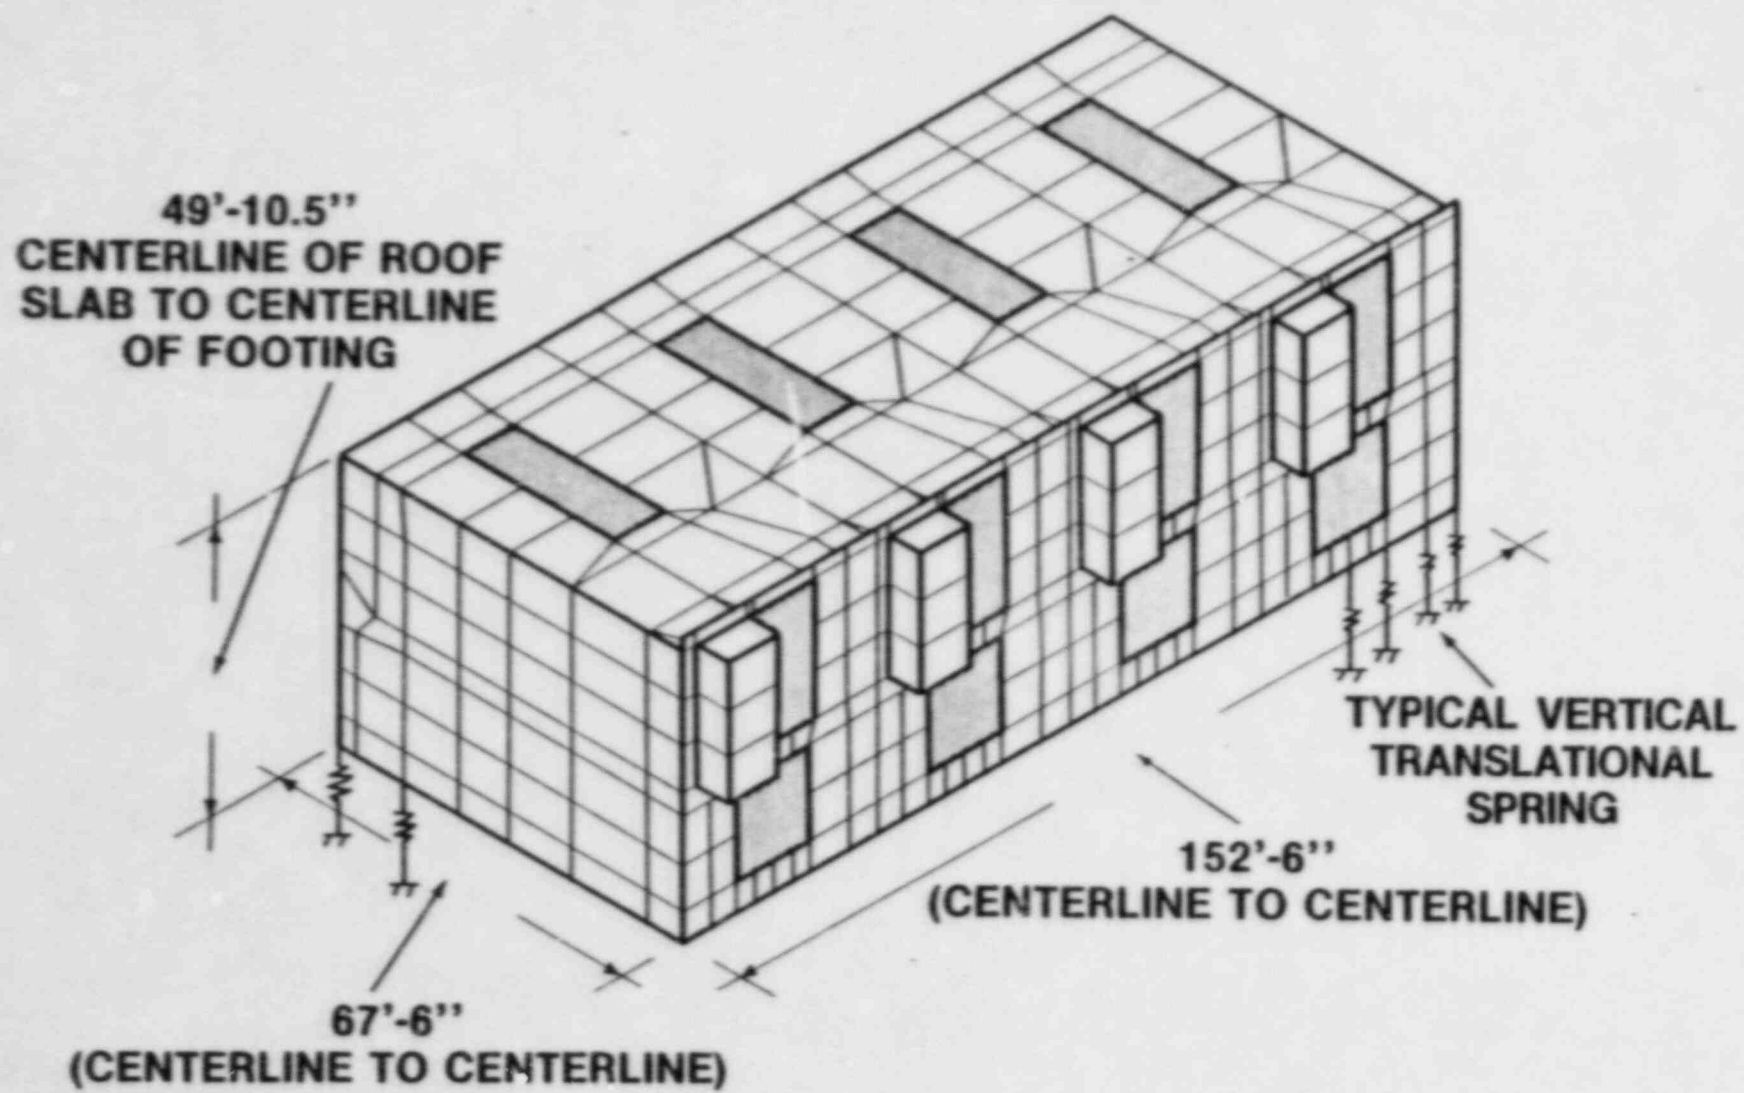 49'-10.5''
CENTERLINE OF ROOF
SLAB TO CENTERLINE
OF FOOTING
TYPICAL VERTICAL
TRANSLATIONAL
SPRING
152'-6''
(CENTERLINE TO CENTERLINE)
67'-6''
(CENTERLINE TO CENTERLINE)